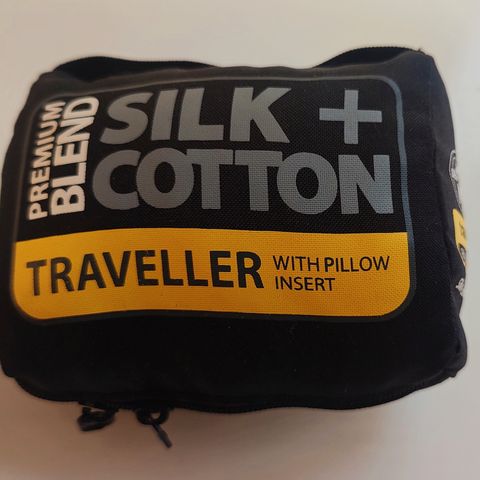 PREMIUM
BLEND
SILK +
COTTON
TRAVELLER
WITH PILLOW
INSERT